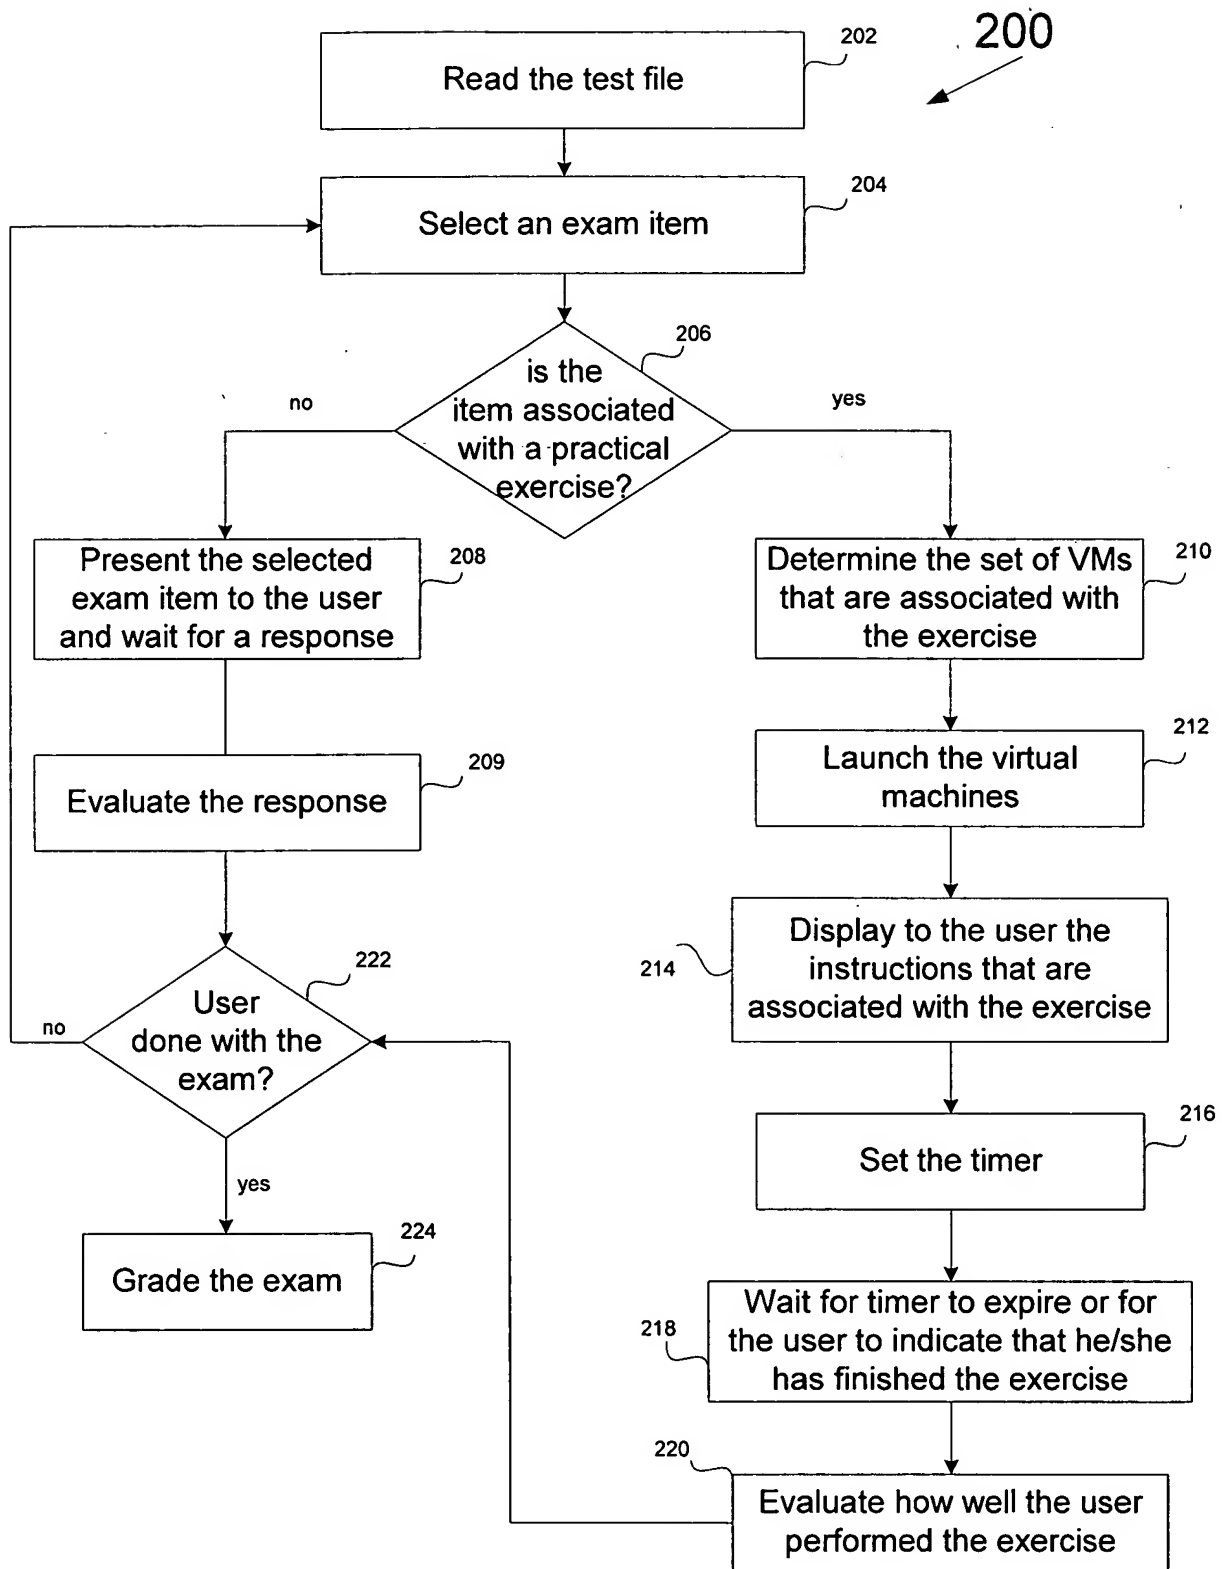 200
202
Read the test file
204
Select an exam item
206
is the
item associated
with a practical
exercise?
no
yes
Present the selected
exam item to the user
and wait for a response
208
Determine the set of VMs
that are associated with
the exercise
210
Launch the virtual
machines
212
Evaluate the response
209
Display to the user the
instructions that are
associated with the exercise
214
User
done with the
exam?
222
no
yes
Set the timer
216
Grade the exam
224
Wait for timer to expire or for
the user to indicate that he/she
has finished the exercise
218
220
Evaluate how well the user
performed the exercise